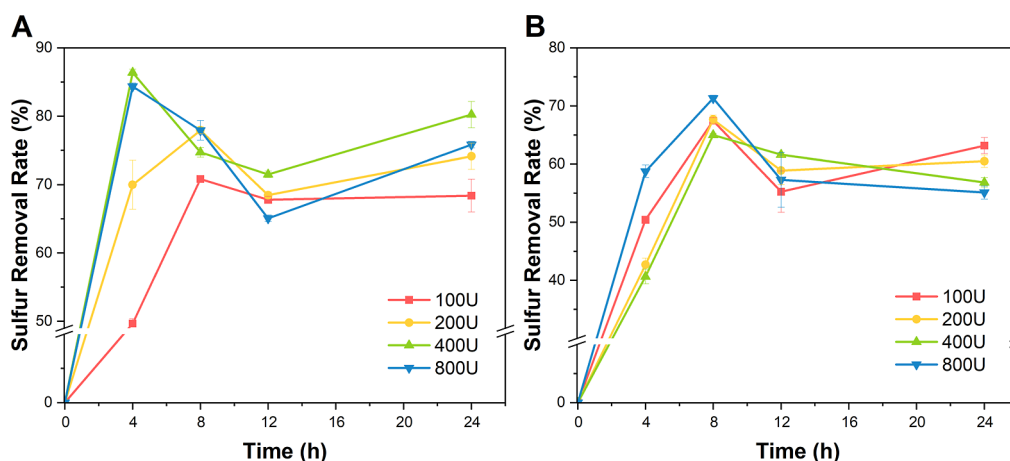 A
Sulfur Removal Rate (%)
90
80
70
60
50
0
0 4 8 12 16 20 24
Time (h)
100U
200U
400U
800U
B
Sulfur Removal Rate (%)
80
70
60
50
40
0
0 4 8 12 16 20 24
Time (h)
100U
200U
400U
800U